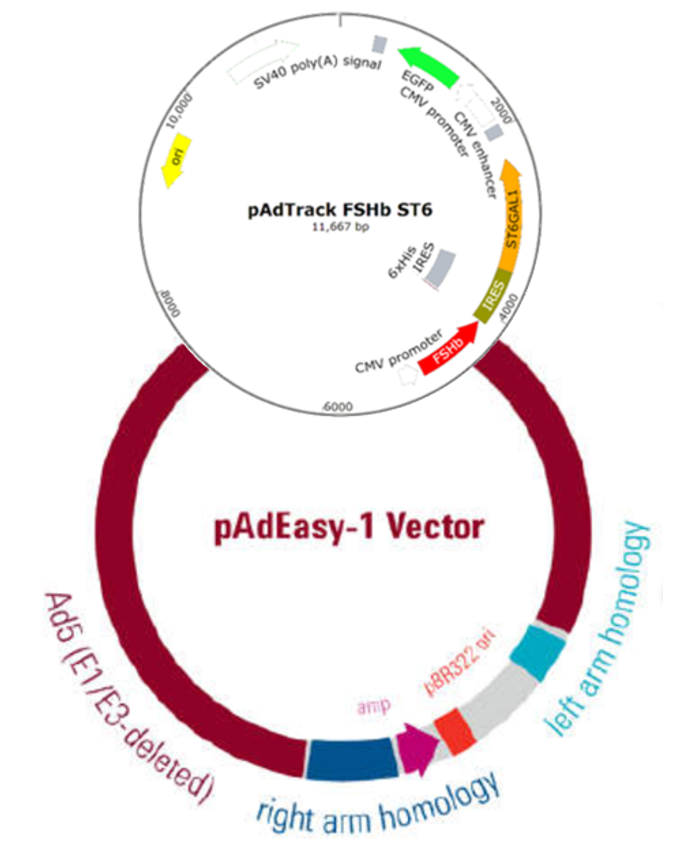 SV40 poly(A) signal
EGFP
CMV promoter
CMV enhancer
2000
10,000
ori
pAdTrack FSHb ST6
11,667 bp
ST6GAL1
6xHis
IRES
IRES
4000
8000
CMV promoter
FSHb
6000
pAdEasy-1 Vector
Ad5 (E1/E3-deleted)
left arm homology
pBR322 ori
amp
right arm homology